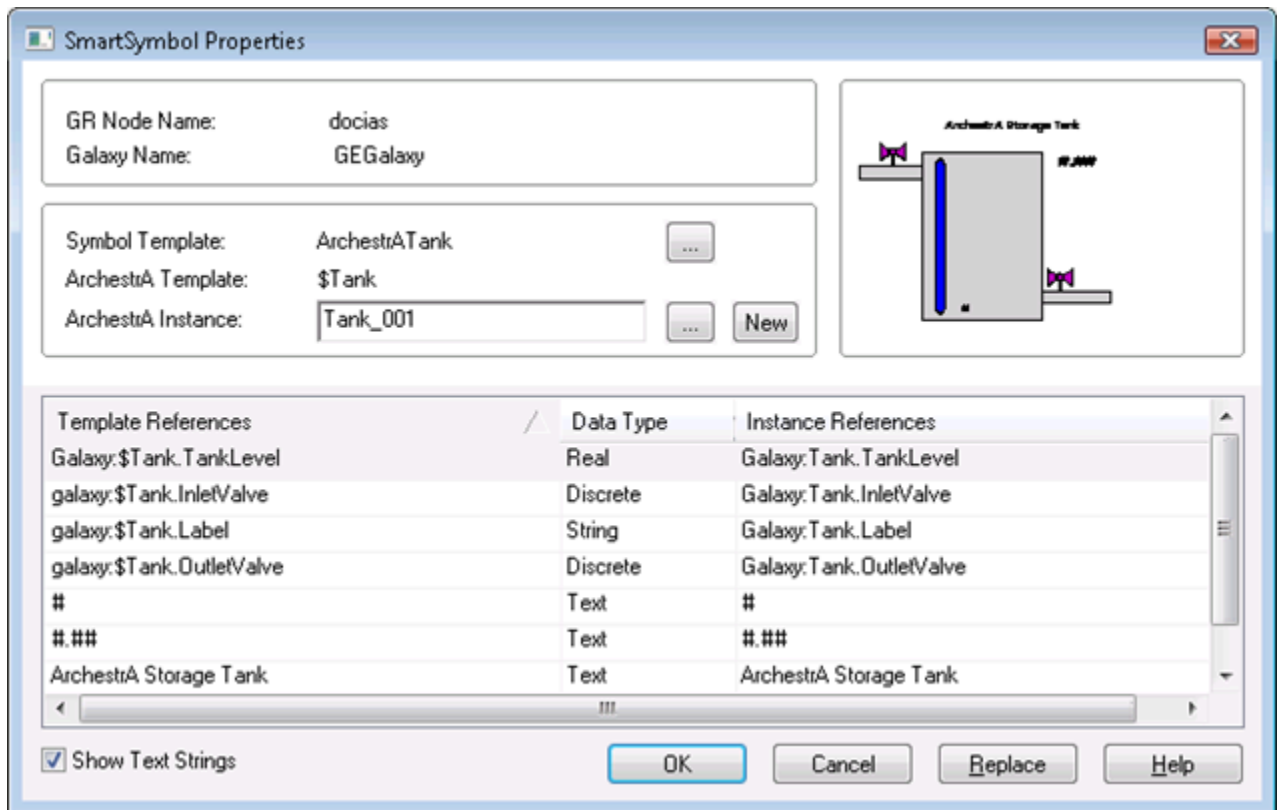 SmartSymbol Properties
GR Node Name: docias
Galaxy Name: GEGalaxy
ArchestrA Storage Tank
#.###
#
Symbol Template: ArchestrATank ...
ArchestrA Template: $Tank
ArchestrA Instance: Tank_001 ... New
Template References Data Type Instance References
Galaxy:$Tank.TankLevel Real Galaxy:Tank.TankLevel
galaxy:$Tank.InletValve Discrete Galaxy:Tank.InletValve
galaxy:$Tank.Label String Galaxy:Tank.Label
galaxy:$Tank.OutletValve Discrete Galaxy:Tank.OutletValve
# Text #
#.## Text #.##
ArchestrA Storage Tank Text ArchestrA Storage Tank
Show Text Strings OK Cancel Replace Help